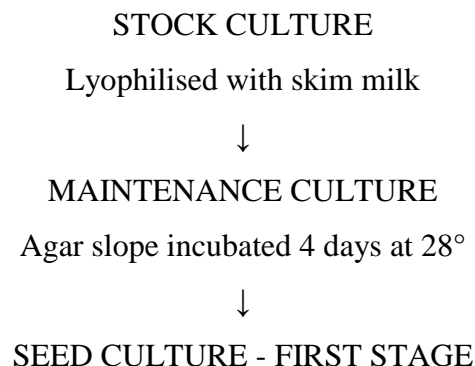 STOCK CULTURE
Lyophilised with skim milk
↓
MAINTENANCE CULTURE
Agar slope incubated 4 days at 28°
↓
SEED CULTURE - FIRST STAGE